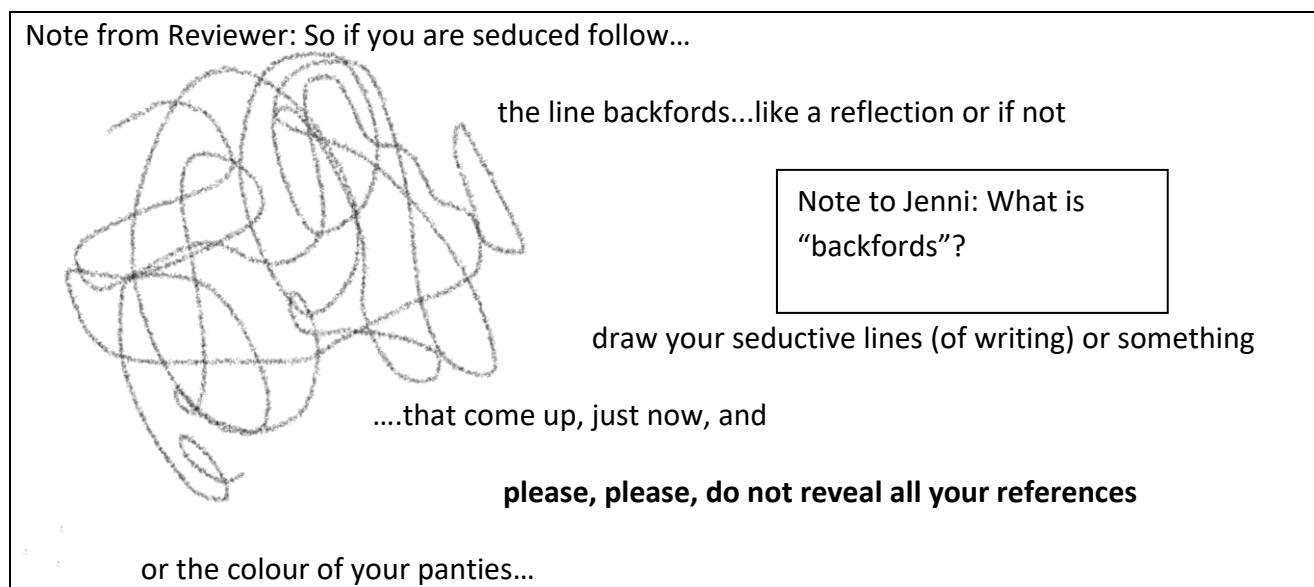 Note from Reviewer: So if you are seduced follow…
the line backfords...like a reflection or if not
Note to Jenni: What is
“backfords”?
draw your seductive lines (of writing) or something
….that come up, just now, and
please, please, do not reveal all your references
or the colour of your panties…